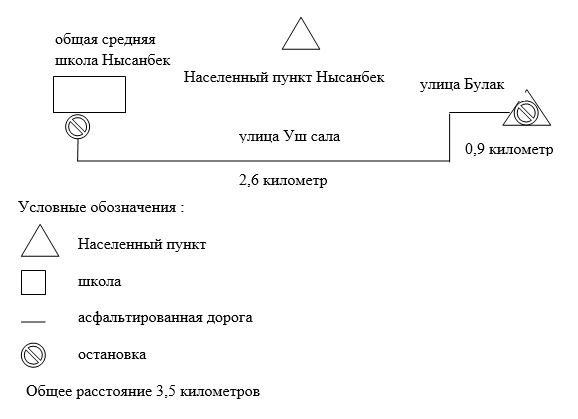 общая средняя
школа Нысанбек
Населенный пункт Нысанбек
улица Булак
улица Уш сала
0,9 километр
2,6 километр
Условные обозначения :
Населенный пункт
школа
асфальтированная дорога
остановка
Общее расстояние 3,5 километров